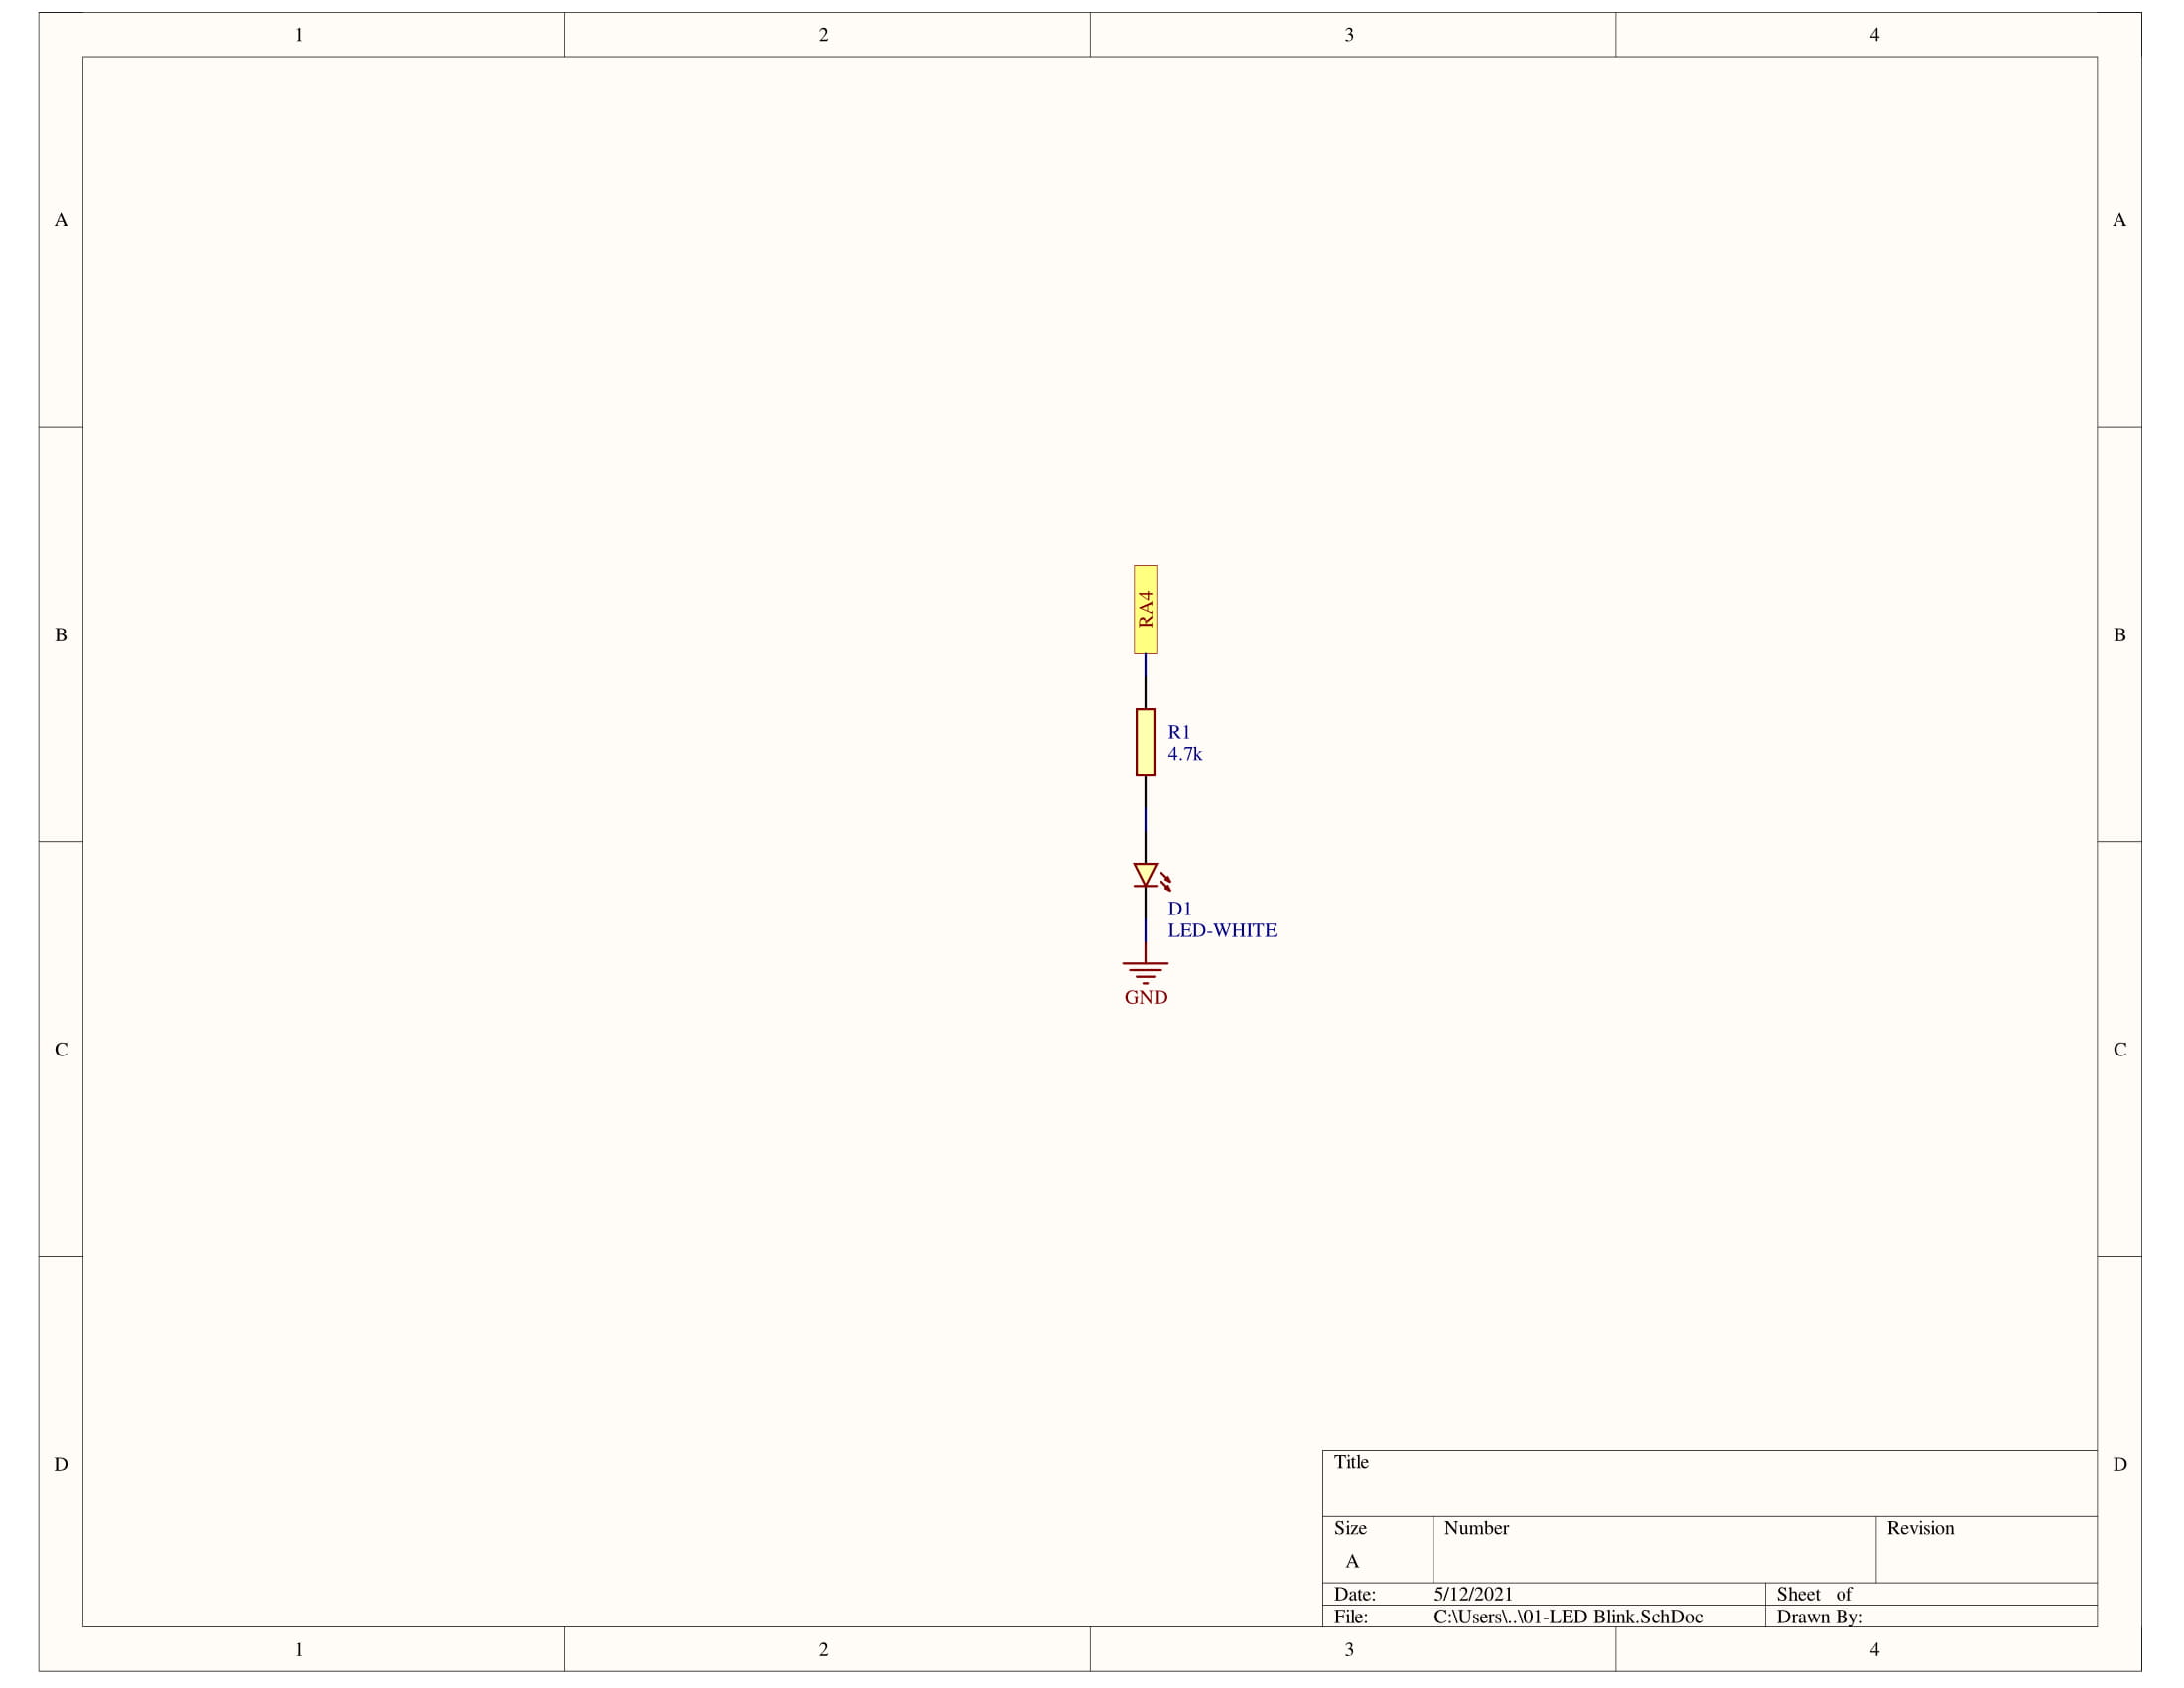 1 2 3 4
A A
RA4
B B
R1
4.7k
D1
LED-WHITE
GND
C C
D D
Title
Size Number Revision
A
Date: 5/12/2021 Sheet of
File: C:\Users\..\01-LED Blink.SchDoc Drawn By:
1 2 3 4